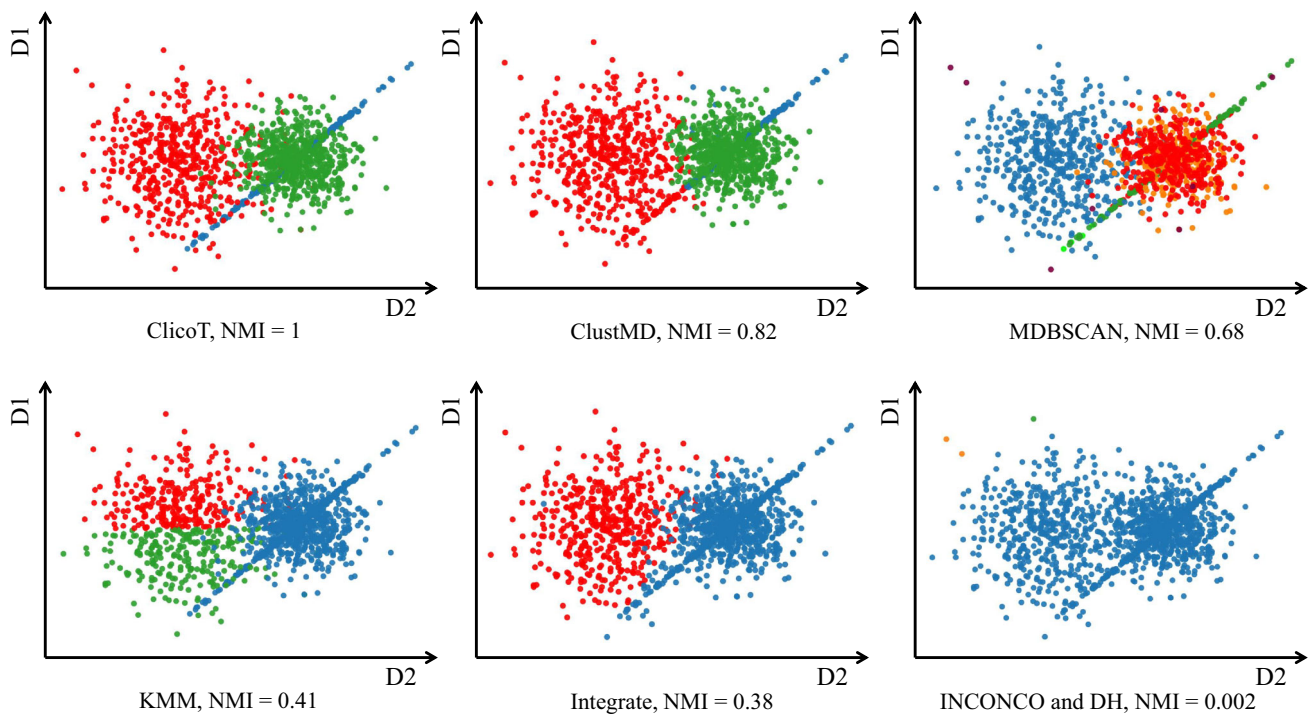 D1
D2
ClicoT, NMI = 1
D1
D2
ClustMD, NMI = 0.82
D1
D2
MDBSCAN, NMI = 0.68
D1
D2
KMM, NMI = 0.41
D1
D2
Integrate, NMI = 0.38
D1
D2
INCONCO and DH, NMI = 0.002